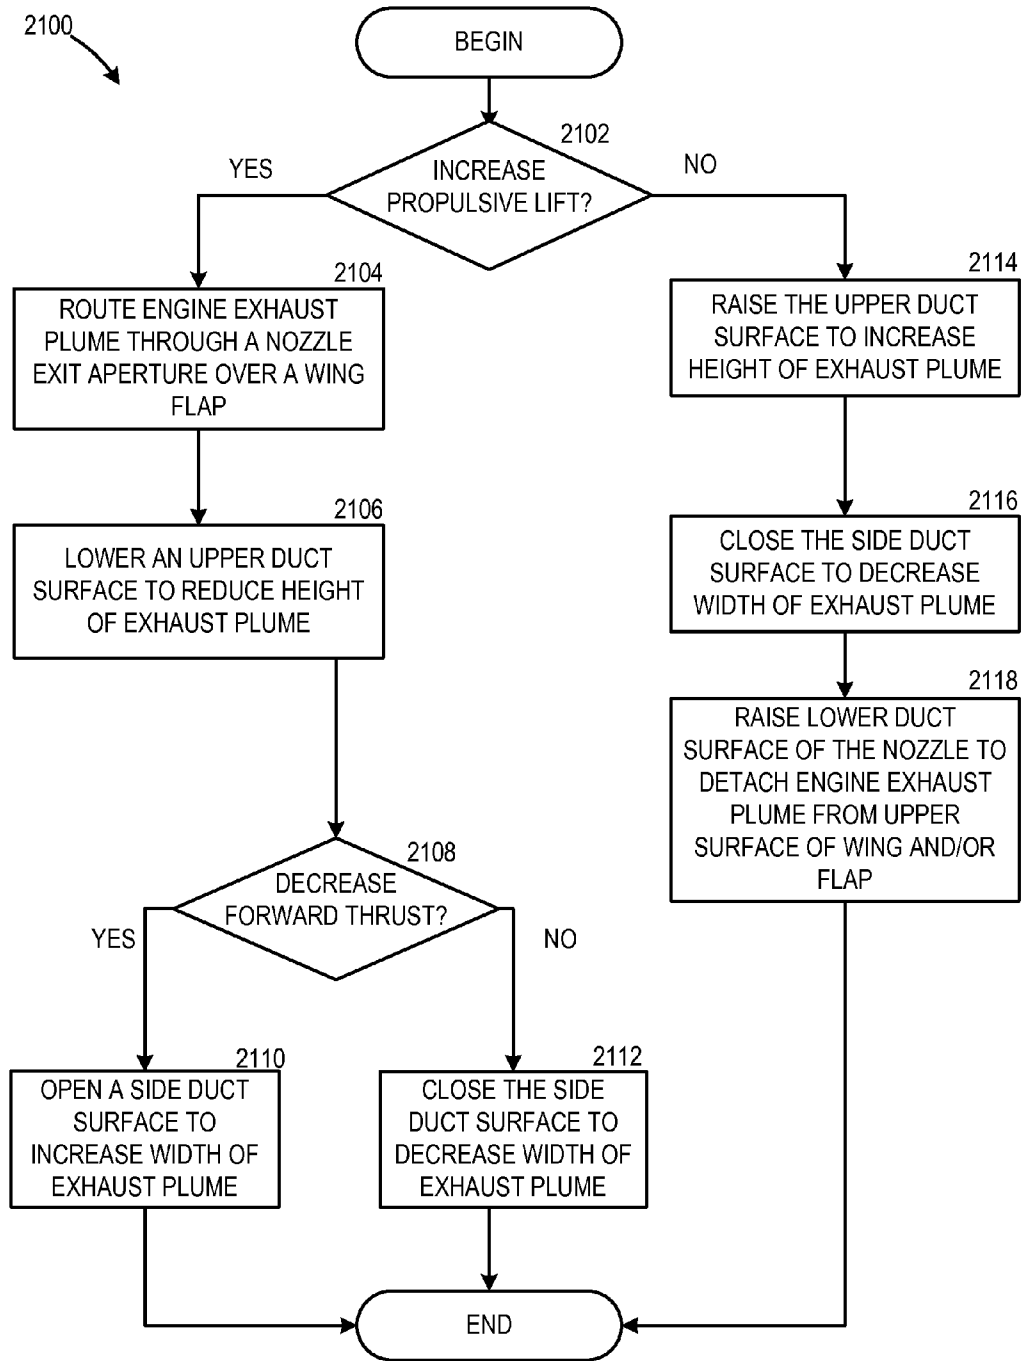 2100
BEGIN
2102
INCREASE
PROPULSIVE LIFT?
YES
NO
2104
ROUTE ENGINE EXHAUST
PLUME THROUGH A NOZZLE
EXIT APERTURE OVER A WING
FLAP
2106
LOWER AN UPPER DUCT
SURFACE TO REDUCE HEIGHT
OF EXHAUST PLUME
2108
DECREASE
FORWARD THRUST?
YES
NO
2110
OPEN A SIDE DUCT
SURFACE TO
INCREASE WIDTH OF
EXHAUST PLUME
2112
CLOSE THE SIDE
DUCT SURFACE TO
DECREASE WIDTH OF
EXHAUST PLUME
2114
RAISE THE UPPER DUCT
SURFACE TO INCREASE
HEIGHT OF EXHAUST PLUME
2116
CLOSE THE SIDE DUCT
SURFACE TO DECREASE
WIDTH OF EXHAUST PLUME
2118
RAISE LOWER DUCT
SURFACE OF THE NOZZLE TO
DETACH ENGINE EXHAUST
PLUME FROM UPPER
SURFACE OF WING AND/OR
FLAP
END